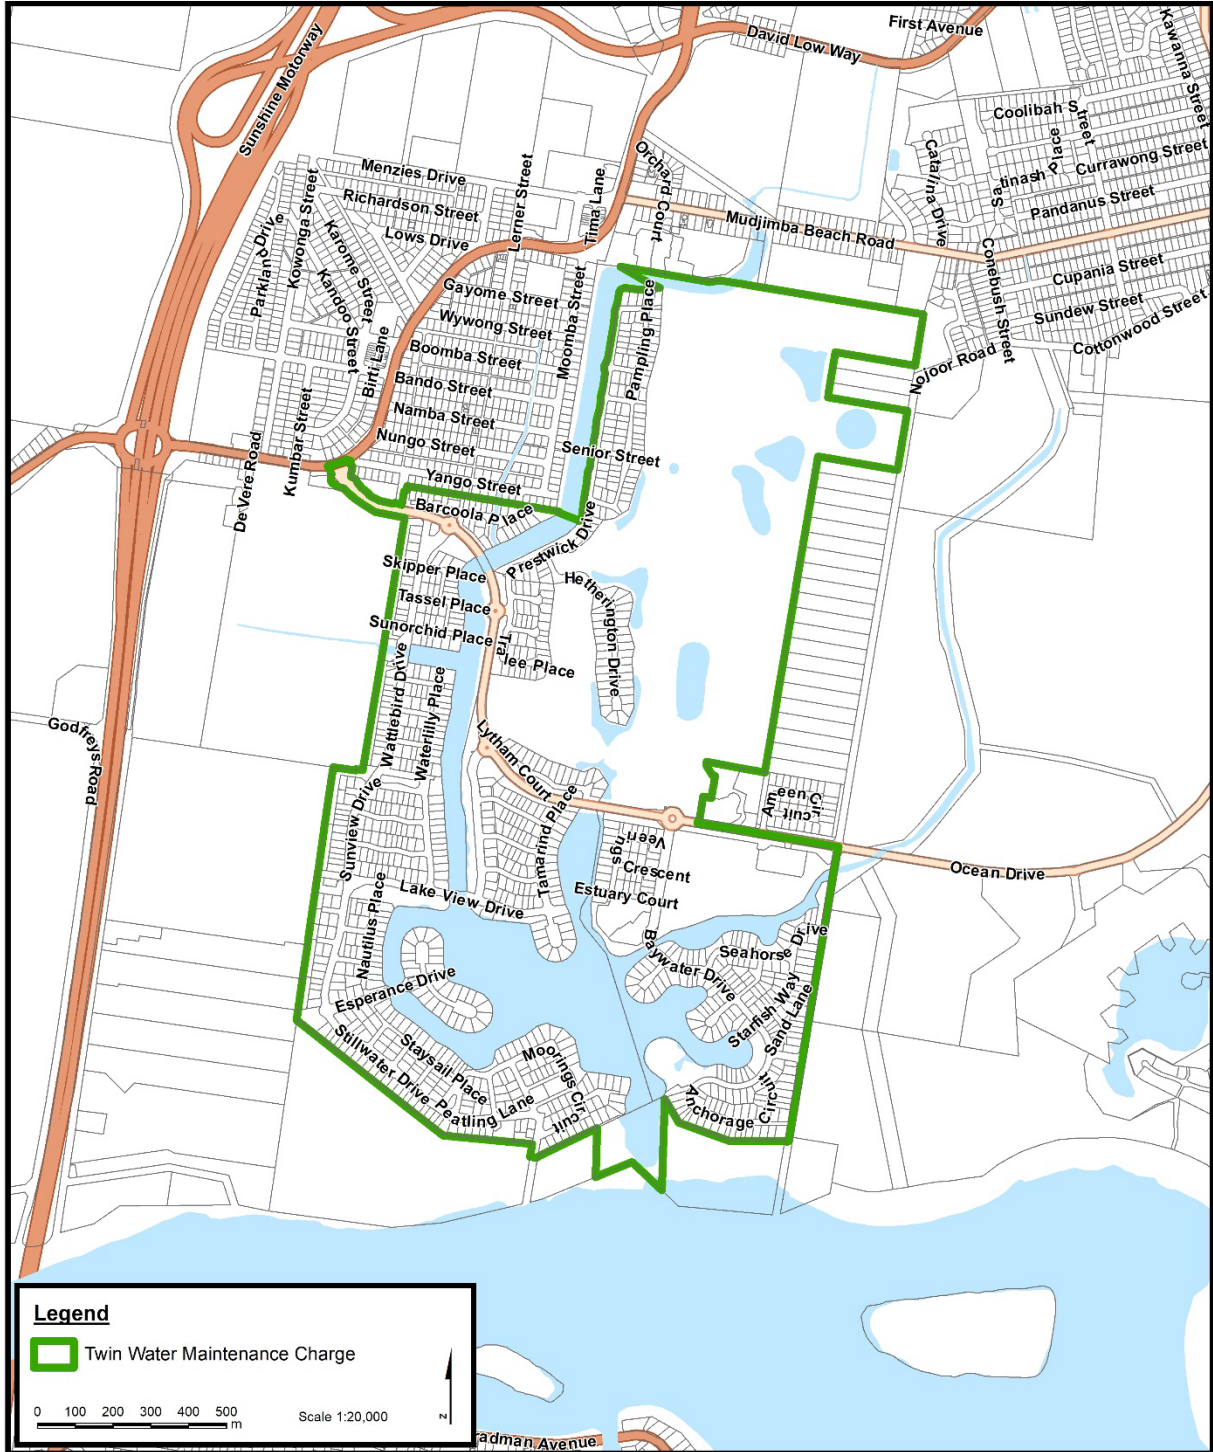 First Avenue
David Low Way
Kawanna Street
Sunshine Motorway
Coolibah Street
Satinash Place
Currawong Street
Catalina Drive
Orchard Court
Menzies Drive
Lerner Street
Tima Lane
Pandanus Street
Richardson Street
Mudjimba Beach Road
Parkland Drive
Kowonga Street
Karome Street
Lows Drive
Conebush Street
Cupania Street
Kandoo Street
Gayome Street
Moomba Street
Pampling Place
Sundew Street
Cottonwood Street
Wywong Street
Birti Lane
Boomba Street
Nojoor Road
Bando Street
Namba Street
Kumbar Street
De Vere Road
Nungo Street
Senior Street
Yango Street
Barcoola Place
Prestwick Drive
Skipper Place
Hetherington Drive
Tassel Place
Sunorchid Place
Tralee Place
Wattlebird Drive
Waterlilly Place
Godfreys Road
Lytham Court
Sunview Drive
Tamarind Place
Ameen Circuit
Veerings
Crescent
Ocean Drive
Lake View Drive
Estuary Court
Nautilus Place
Baywater Drive
Seahorse Drive
Esperance Drive
Starfish Way
Sand Lane
Stillwater Drive
Staysail Place
Moorings Circuit
Peatling Lane
Anchorage Circuit
Legend
Twin Water Maintenance Charge
0 100 200 300 400 500
m
Scale 1:20,000
z
radman Avenue